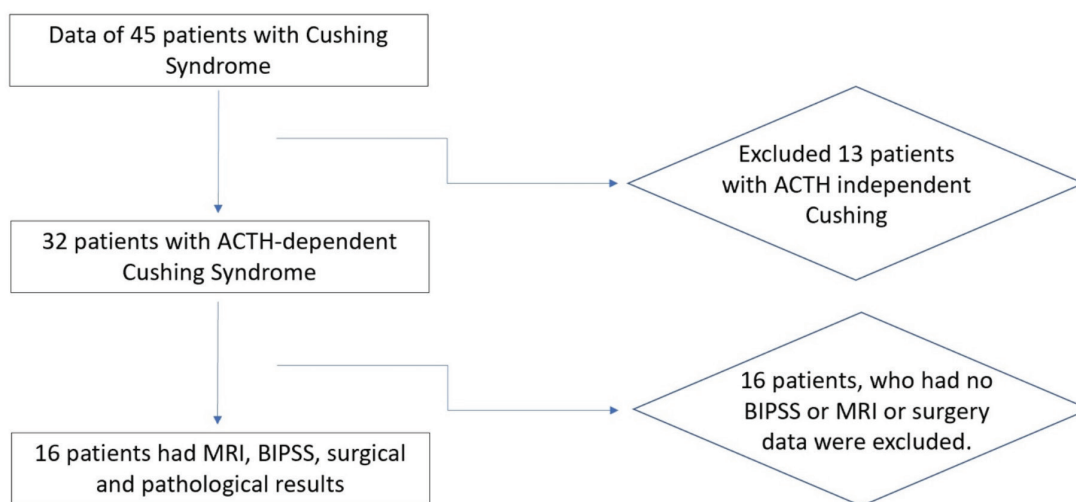 Data of 45 patients with Cushing
Syndrome
Excluded 13 patients
with ACTH independent
Cushing
32 patients with ACTH-dependent
Cushing Syndrome
16 patients, who had no
BIPSS or MRI or surgery
data were excluded.
16 patients had MRI, BIPSS, surgical
and pathological results